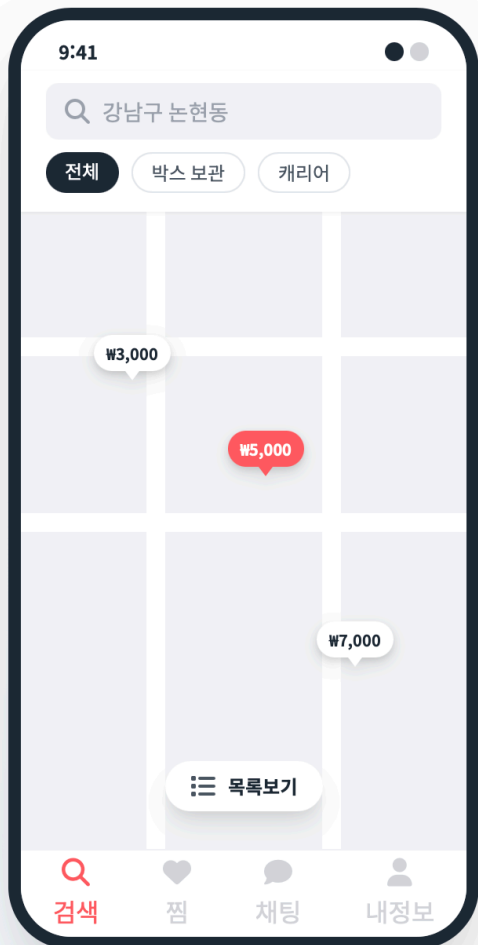 9:41
강남구 논현동
전체 박스 보관 캐리어
₩3,000
₩5,000
₩7,000
목록보기
검색 찜 채팅 내정보